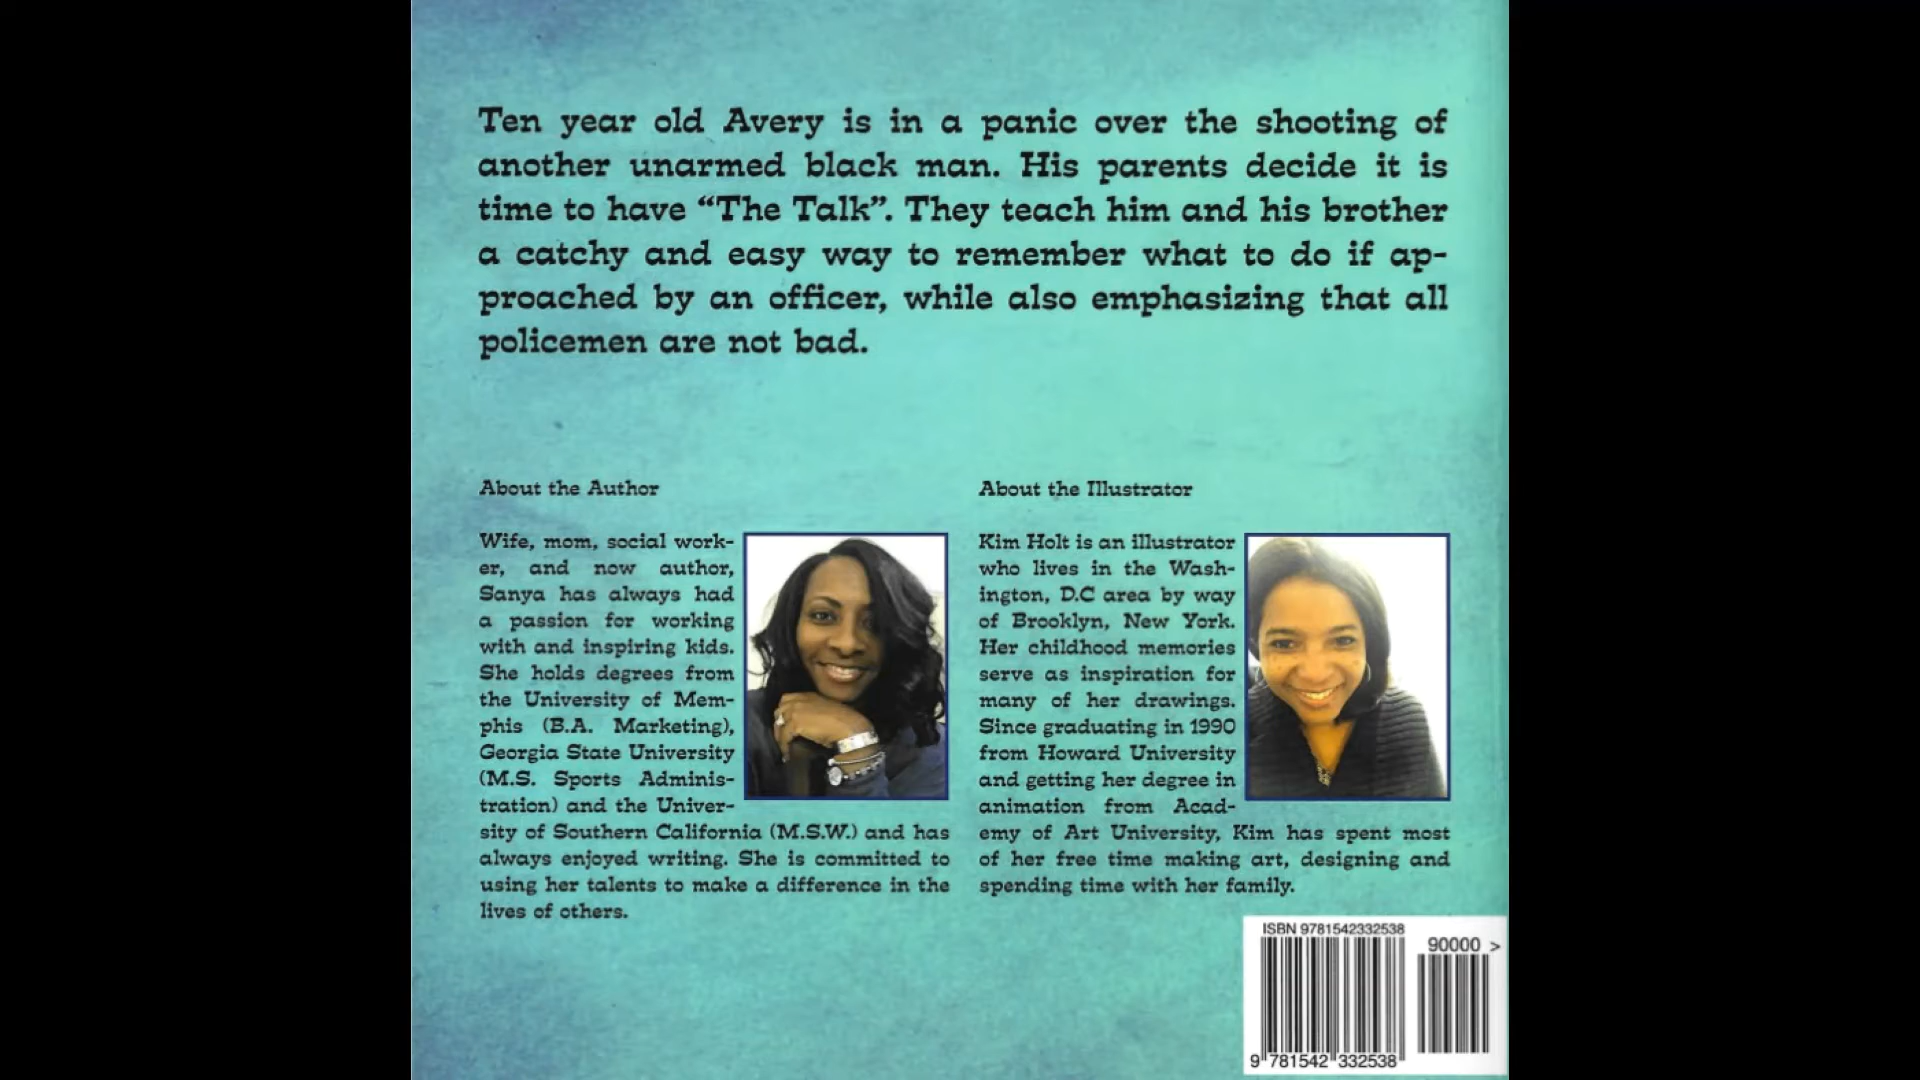 Ten year old Avery is in a panic over the shooting of
another unarmed black man. His parents decide it is
time to have “The Talk”. They teach him and his brother
a catchy and easy way to remember what to do if ap-
proached by an officer, while also emphasizing that all
policemen are not bad.
About the Author
Wife, mom, social work-
er, and now author,
Sanya has always had
a passion for working
with and inspiring kids.
She holds degrees from
the University of Mem-
phis (B.A. Marketing),
Georgia State University
(M.S. Sports Adminis-
tration) and the Univer-
sity of Southern California (M.S.W.) and has
always enjoyed writing. She is committed to
using her talents to make a difference in the
lives of others.
About the Illustrator
Kim Holt is an illustrator
who lives in the Wash-
ington, D.C area by way
of Brooklyn, New York.
Her childhood memories
serve as inspiration for
many of her drawings.
Since graduating in 1990
from Howard University
and getting her degree in
animation from Acad-
emy of Art University, Kim has spent most
of her free time making art, designing and
spending time with her family.
ISBN 9781542332538
90000 >
9 781542 332538